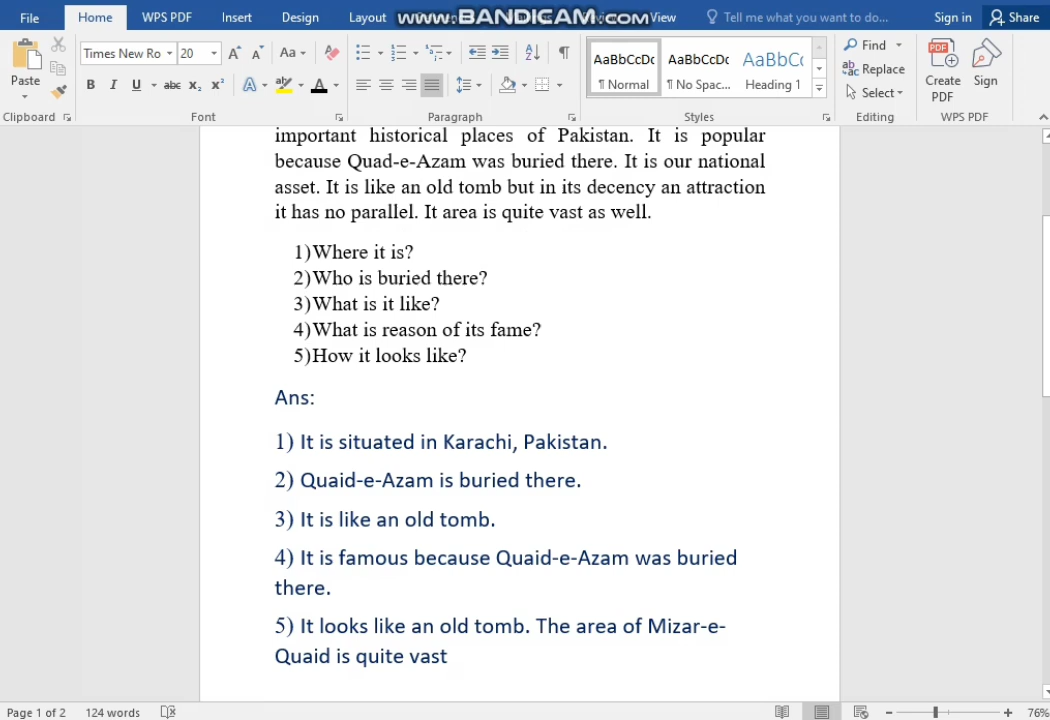 www.BANDICAM.com
File Home WPS PDF Insert Design Layout View Tell me what you want to do... Sign in Share
Times New Ro 20 Aa AaBbCcDc AaBbCcDc AaBbCc Find
Paste B I U abc x₂ x² A ab A ¶ Normal ¶ No Spac... Heading 1 Replace Create PDF Sign
Select
Clipboard Font Paragraph Styles Editing WPS PDF
important historical places of Pakistan. It is popular
because Quad-e-Azam was buried there. It is our national
asset. It is like an old tomb but in its decency an attraction
it has no parallel. It area is quite vast as well.
1)Where it is?
2)Who is buried there?
3)What is it like?
4)What is reason of its fame?
5)How it looks like?
Ans:
1) It is situated in Karachi, Pakistan.
2) Quaid-e-Azam is buried there.
3) It is like an old tomb.
4) It is famous because Quaid-e-Azam was buried
there.
5) It looks like an old tomb. The area of Mizar-e-
Quaid is quite vast
Page 1 of 2 124 words 76%